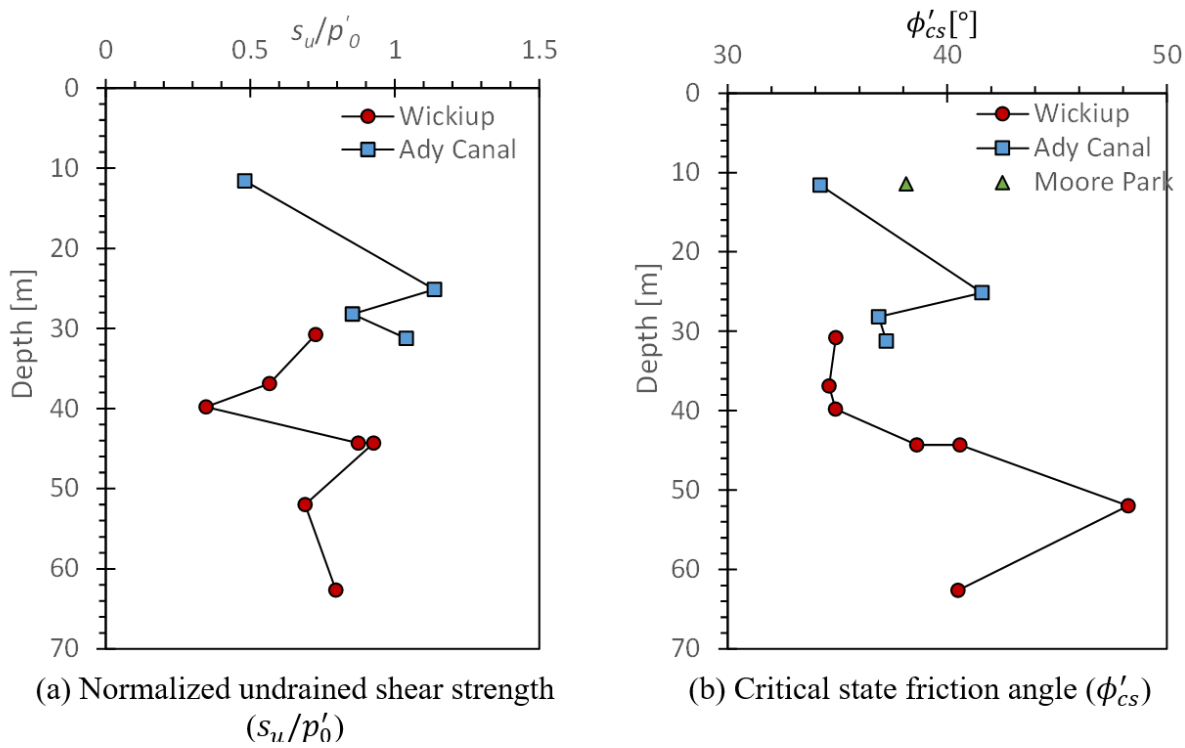 s_u/p'_0
0 0.5 1 1.5
0
10
20
30
40
50
60
70
Depth [m]
Wickiup
Ady Canal
(a) Normalized undrained shear strength
(s_u/p'_0)
ϕ'_cs[°]
30 40 50
0
10
20
30
40
50
60
70
Depth [m]
Wickiup
Ady Canal
Moore Park
(b) Critical state friction angle (ϕ'_cs)